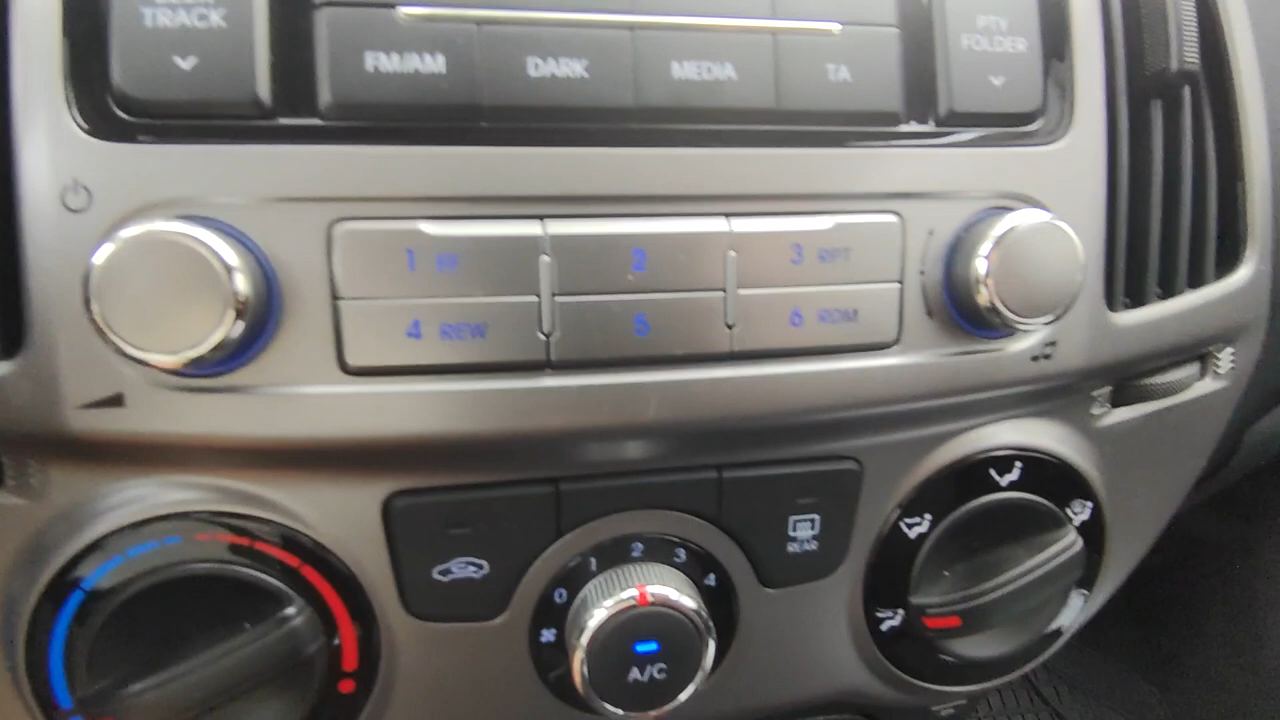 TRACK
PTY
FOLDER
FM/AM DARK MEDIA TA
1 FF 2 3 RPT
4 REW 5 6 RDM
REAR
0 1 2 3 4
A/C